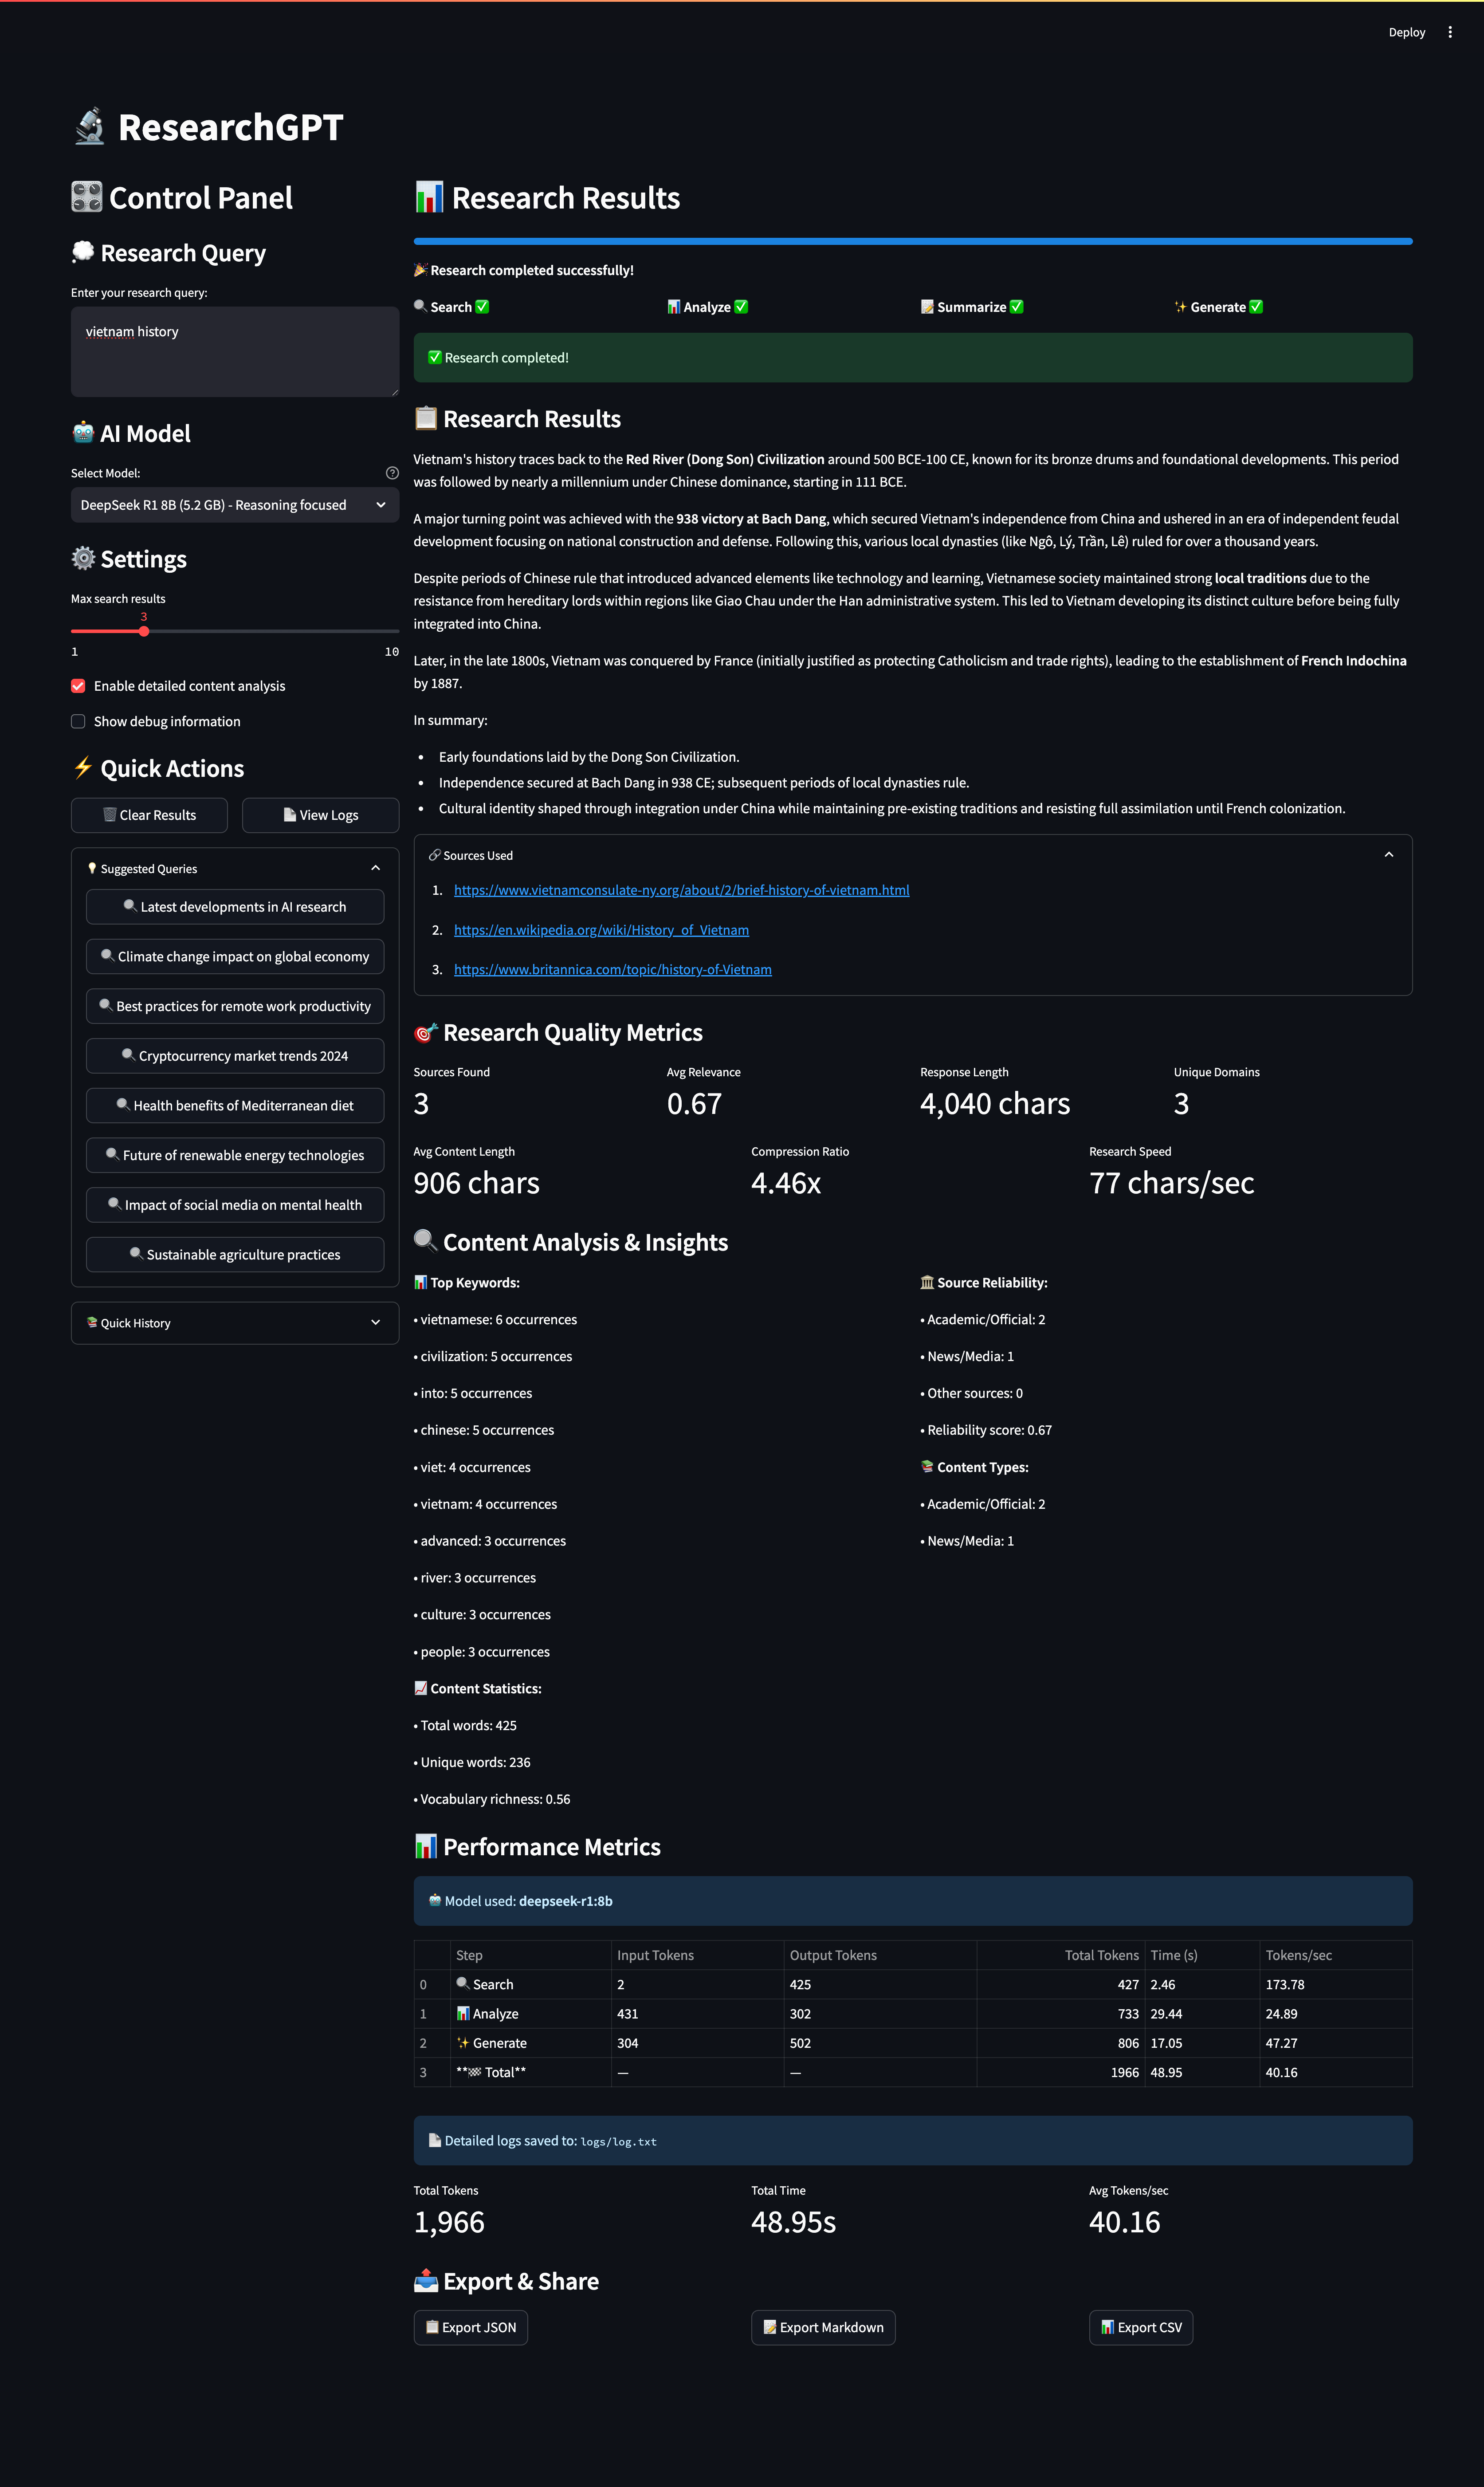 Deploy
🔬 ResearchGPT
🎛️ Control Panel
💭 Research Query
Enter your research query:
vietnam history
🤖 AI Model
Select Model:
DeepSeek R1 8B (5.2 GB) - Reasoning focused
⚙️ Settings
Max search results
3
1 10
Enable detailed content analysis
Show debug information
⚡ Quick Actions
🗑️ Clear Results
📄 View Logs
💡 Suggested Queries
🔍 Latest developments in AI research
🔍 Climate change impact on global economy
🔍 Best practices for remote work productivity
🔍 Cryptocurrency market trends 2024
🔍 Health benefits of Mediterranean diet
🔍 Future of renewable energy technologies
🔍 Impact of social media on mental health
🔍 Sustainable agriculture practices
📚 Quick History
📊 Research Results
🎉 Research completed successfully!
🔍 Search ✅ 📊 Analyze ✅ 📝 Summarize ✅ ✨ Generate ✅
✅ Research completed!
📋 Research Results
Vietnam's history traces back to the Red River (Dong Son) Civilization around 500 BCE-100 CE, known for its bronze drums and foundational developments. This period
was followed by nearly a millennium under Chinese dominance, starting in 111 BCE.
A major turning point was achieved with the 938 victory at Bach Dang, which secured Vietnam's independence from China and ushered in an era of independent feudal
development focusing on national construction and defense. Following this, various local dynasties (like Ngô, Lý, Trần, Lê) ruled for over a thousand years.
Despite periods of Chinese rule that introduced advanced elements like technology and learning, Vietnamese society maintained strong local traditions due to the
resistance from hereditary lords within regions like Giao Chau under the Han administrative system. This led to Vietnam developing its distinct culture before being fully
integrated into China.
Later, in the late 1800s, Vietnam was conquered by France (initially justified as protecting Catholicism and trade rights), leading to the establishment of French Indochina
by 1887.
In summary:
• Early foundations laid by the Dong Son Civilization.
• Independence secured at Bach Dang in 938 CE; subsequent periods of local dynasties rule.
• Cultural identity shaped through integration under China while maintaining pre-existing traditions and resisting full assimilation until French colonization.
🔗 Sources Used
1. https://www.vietnamconsulate-ny.org/about/2/brief-history-of-vietnam.html
2. https://en.wikipedia.org/wiki/History_of_Vietnam
3. https://www.britannica.com/topic/history-of-Vietnam
🎯 Research Quality Metrics
Sources Found Avg Relevance Response Length Unique Domains
3 0.67 4,040 chars 3
Avg Content Length Compression Ratio Research Speed
906 chars 4.46x 77 chars/sec
🔍 Content Analysis & Insights
📊 Top Keywords:
• vietnamese: 6 occurrences
• civilization: 5 occurrences
• into: 5 occurrences
• chinese: 5 occurrences
• viet: 4 occurrences
• vietnam: 4 occurrences
• advanced: 3 occurrences
• river: 3 occurrences
• culture: 3 occurrences
• people: 3 occurrences
📈 Content Statistics:
• Total words: 425
• Unique words: 236
• Vocabulary richness: 0.56
🏛️ Source Reliability:
• Academic/Official: 2
• News/Media: 1
• Other sources: 0
• Reliability score: 0.67
📚 Content Types:
• Academic/Official: 2
• News/Media: 1
📊 Performance Metrics
🤖 Model used: deepseek-r1:8b
Step Input Tokens Output Tokens Total Tokens Time (s) Tokens/sec
0 🔍 Search 2 425 427 2.46 173.78
1 📊 Analyze 431 302 733 29.44 24.89
2 ✨ Generate 304 502 806 17.05 47.27
3 **🏁 Total** — — 1966 48.95 40.16
📄 Detailed logs saved to: logs/log.txt
Total Tokens Total Time Avg Tokens/sec
1,966 48.95s 40.16
📤 Export & Share
📋 Export JSON 📝 Export Markdown 📊 Export CSV